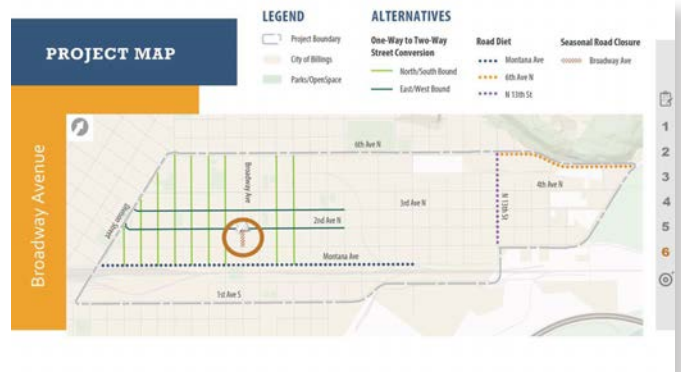 LEGEND
ALTERNATIVES
PROJECT MAP
Project Boundary
City of Billings
Parks/OpenSpace
One-Way to Two-Way
Street Conversion
North/South Bound
East/West Bound
Road Diet
Montana Ave
6th Ave N
N 13th St
Seasonal Road Closure
Broadway Ave
Broadway Avenue
6th Ave N
Broadway Ave
Division Street
2nd Ave N
3rd Ave N
N 13th St
4th Ave N
Montana Ave
1st Ave S
1
2
3
4
5
6